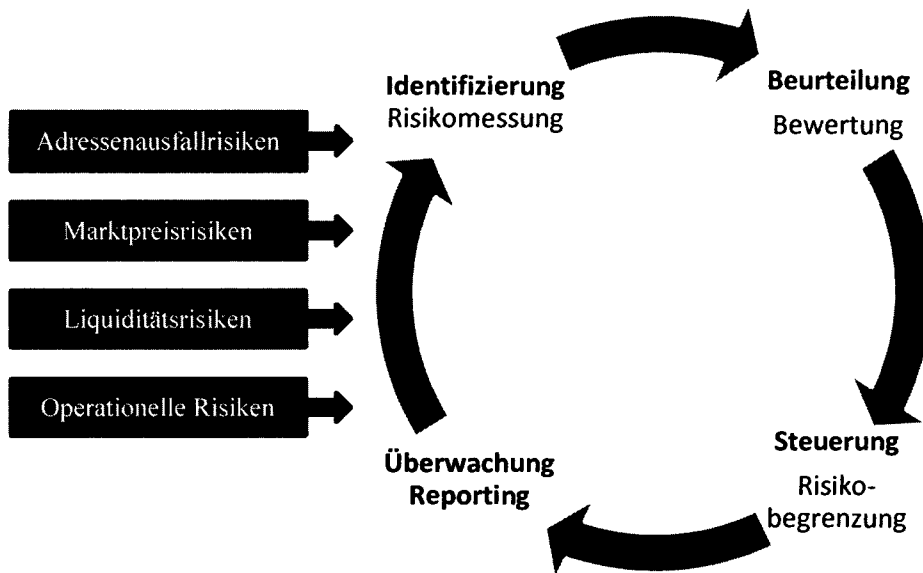 Adressenausfallrisiken
Marktpreisrisiken
Liquiditätsrisiken
Operationelle Risiken
Identifizierung
Risikomessung
Beurteilung
Bewertung
Steuerung
Risiko-
begrenzung
Überwachung
Reporting